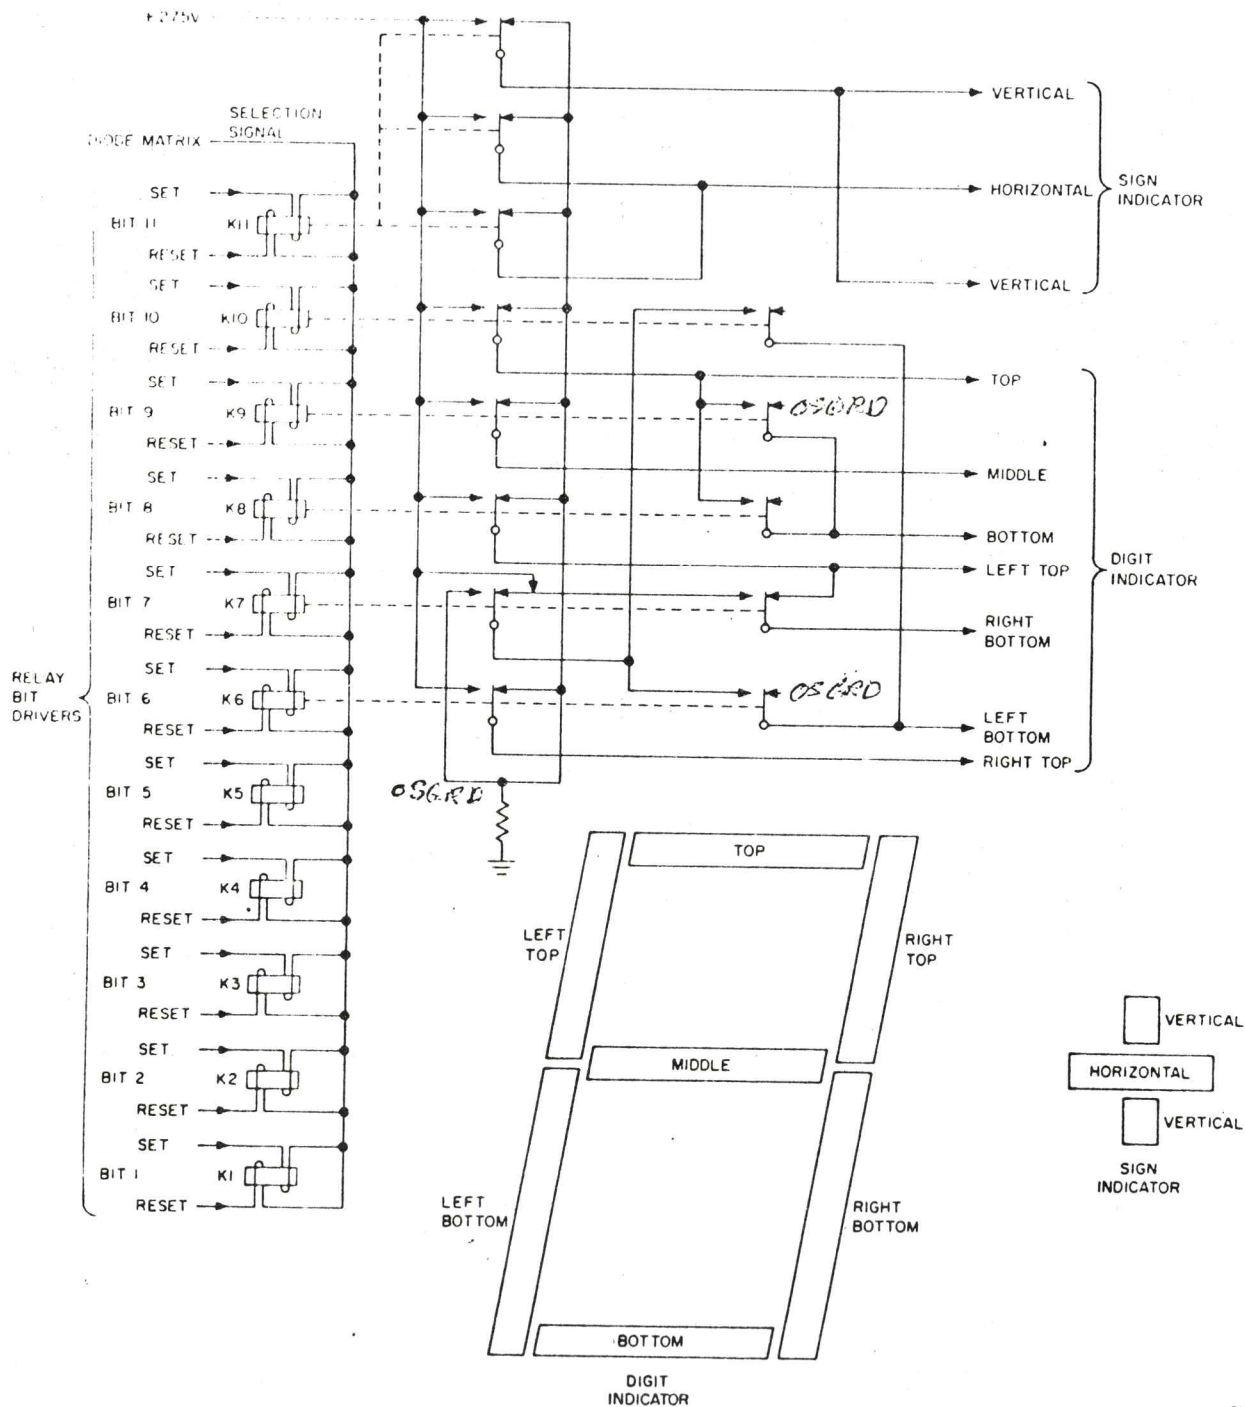 +275V
SELECTION
SIGNAL
DIODE MATRIX
SET
BIT 11 K11
RESET
SET
BIT 10 K10
RESET
SET
BIT 9 K9
RESET
SET
BIT 8 K8
RESET
SET
BIT 7 K7
RESET
SET
BIT 6 K6
RESET
SET
BIT 5 K5
RESET
SET
BIT 4 K4
RESET
SET
BIT 3 K3
RESET
SET
BIT 2 K2
RESET
SET
BIT 1 K1
RESET
RELAY
BIT
DRIVERS
VERTICAL
HORIZONTAL
VERTICAL
SIGN
INDICATOR
TOP
OSGRD
MIDDLE
BOTTOM
LEFT TOP
RIGHT
BOTTOM
OSGRD
LEFT
BOTTOM
RIGHT TOP
DIGIT
INDICATOR
OSGRD
TOP
LEFT
TOP
RIGHT
TOP
MIDDLE
LEFT
BOTTOM
RIGHT
BOTTOM
BOTTOM
DIGIT
INDICATOR
VERTICAL
HORIZONTAL
VERTICAL
SIGN
INDICATOR